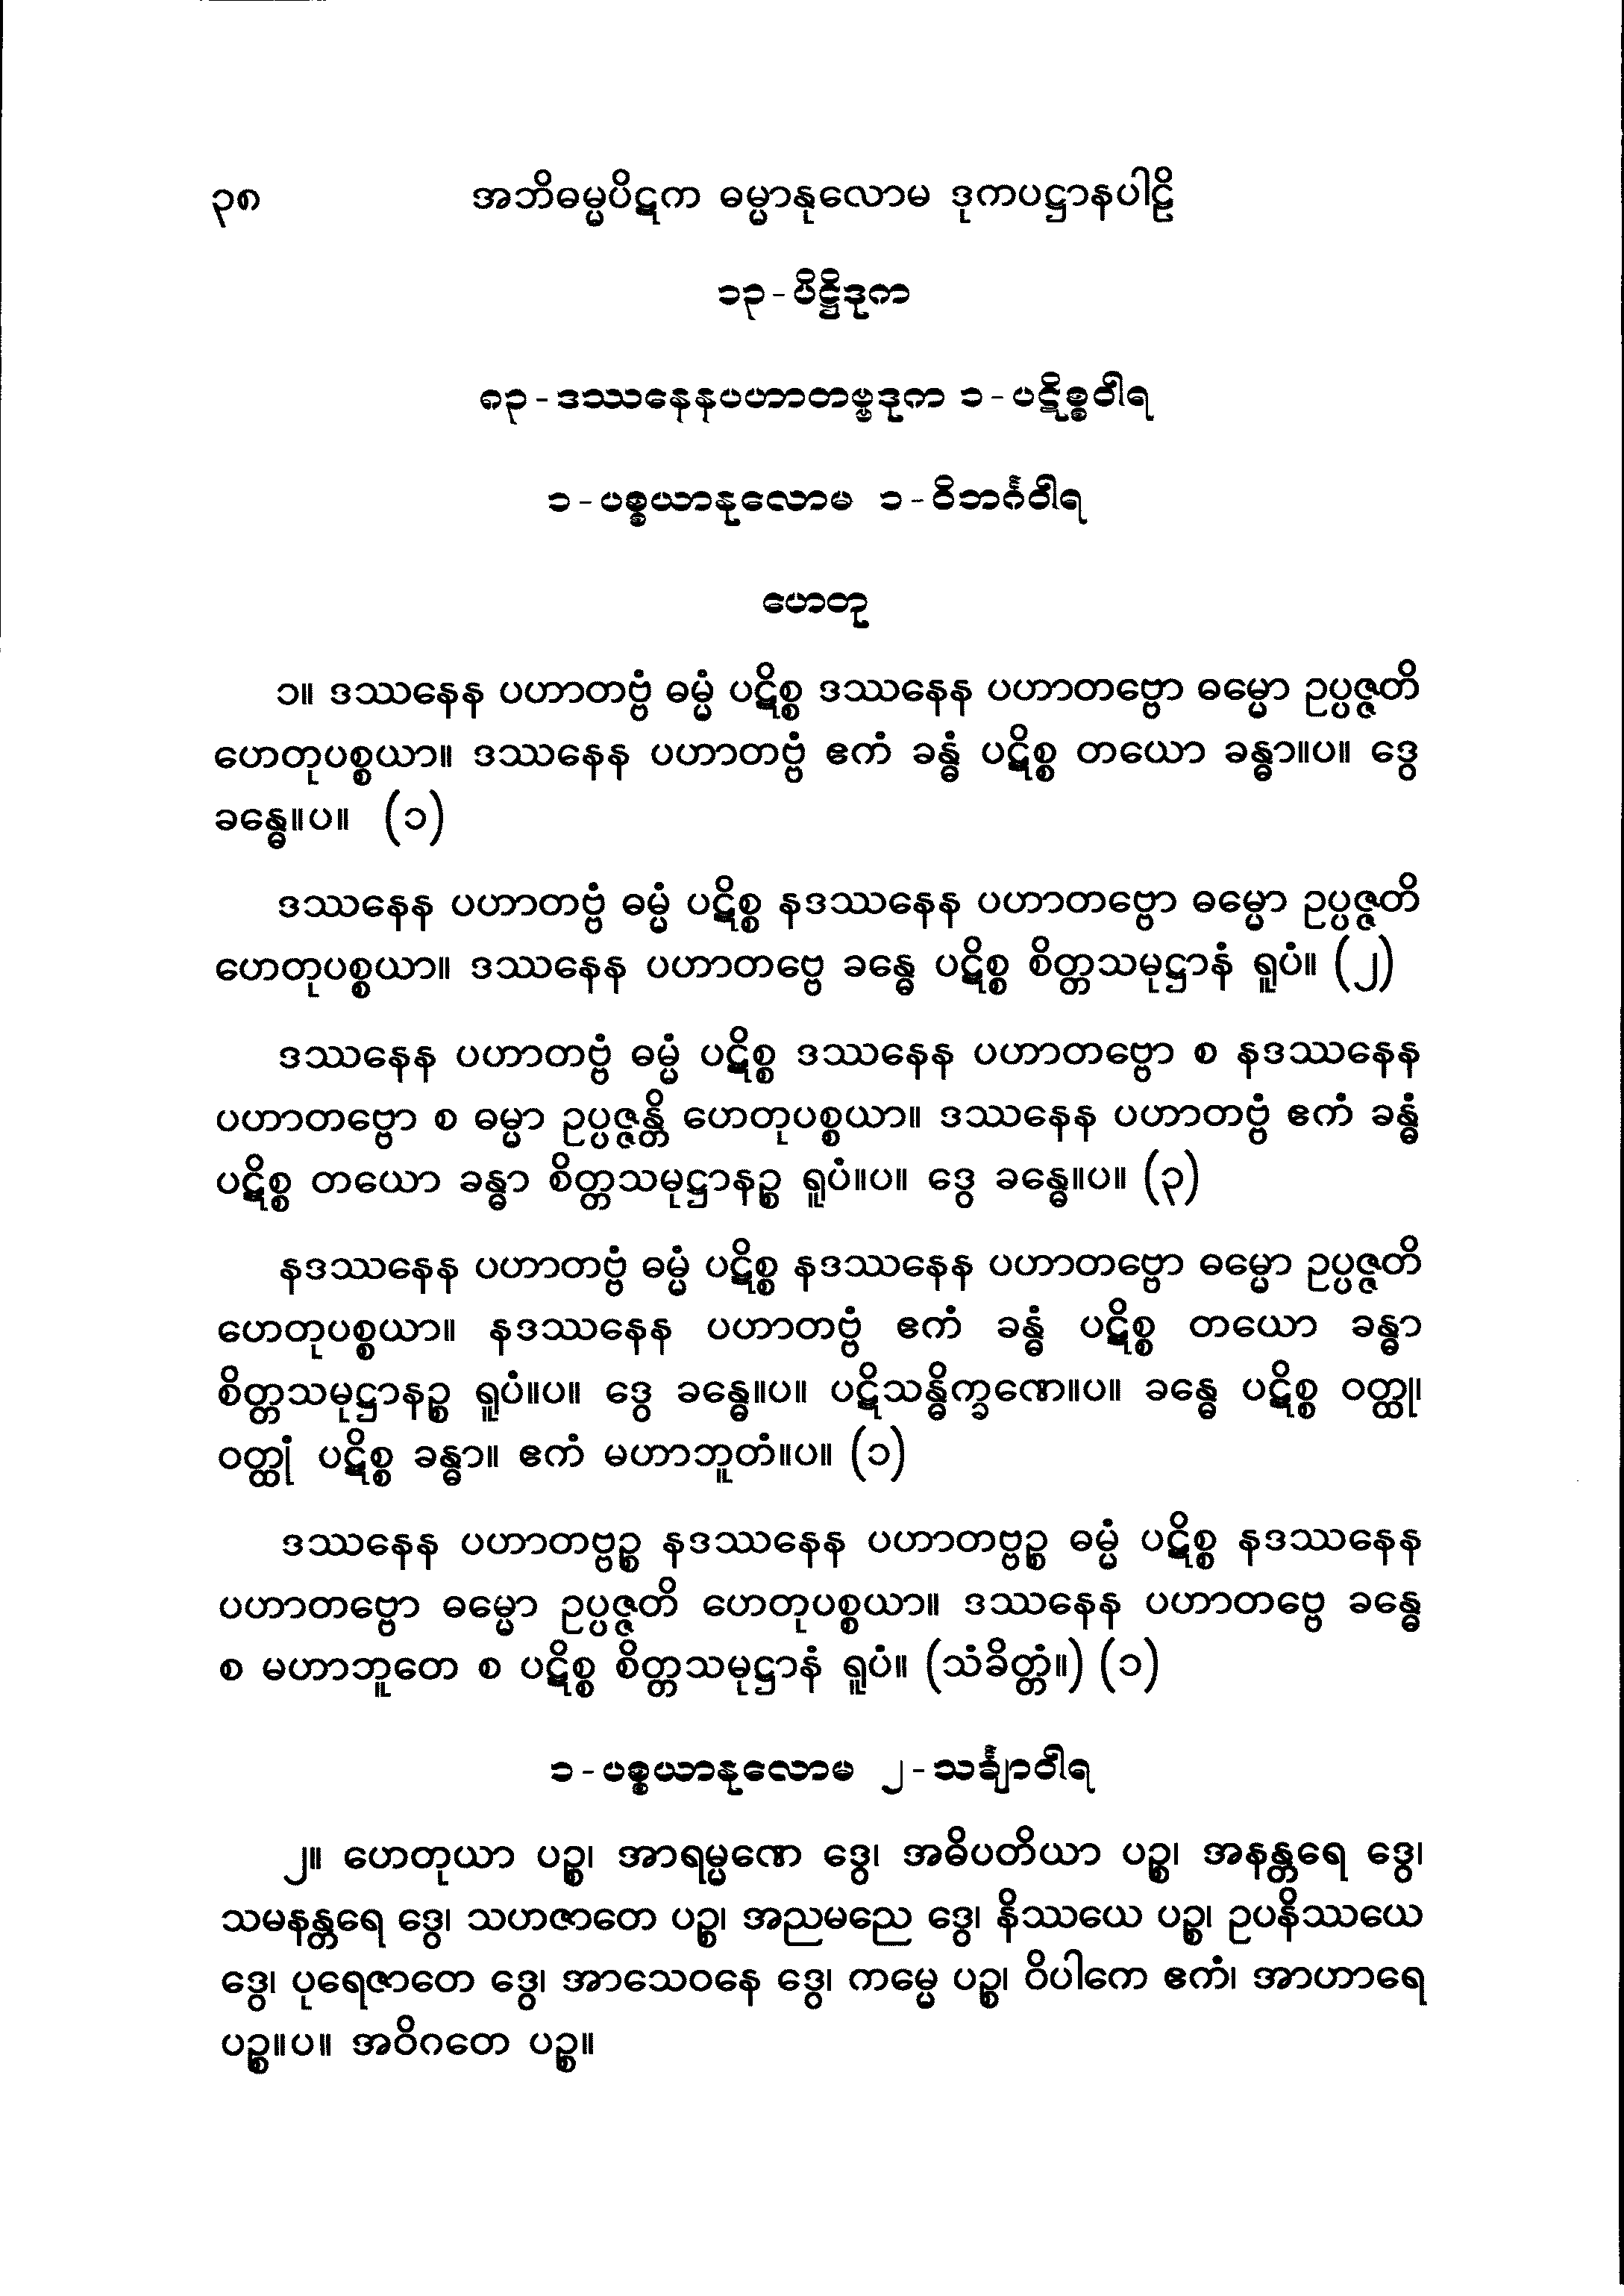 ၃၈ အဘိဓမ္မပိဋက ဓမ္မာနုလောမ ဒုကပဋ္ဌာနပါဠိ
၁၃-ပိဋ္ဌိဒုက
၈၃-ဒဿနေနပဟာတဗ္ဗဒုက ၁-ပဋိစ္စဝါရ
၁-ပစ္စယာနုလောမ ၁-ဝိဘင်္ဂဝါရ
ဟေတု
၁။ ဒဿနေန ပဟာတဗ္ဗံ ဓမ္မံ ပဋိစ္စ ဒဿနေန ပဟာတဗ္ဗော ဓမ္မော ဥပ္ပဇ္ဇတိ
ဟေတုပစ္စယာ။ ဒဿနေန ပဟာတဗ္ဗံ ဧကံ ခန္ဓံ ပဋိစ္စ တယော ခန္ဓာ။ပ။ ဒွေ
ခန္ဓေ။ပ။ (၁)
ဒဿနေန ပဟာတဗ္ဗံ ဓမ္မံ ပဋိစ္စ နဒဿနေန ပဟာတဗ္ဗော ဓမ္မော ဥပ္ပဇ္ဇတိ
ဟေတုပစ္စယာ။ ဒဿနေန ပဟာတဗ္ဗေ ခန္ဓေ ပဋိစ္စ စိတ္တသမုဋ္ဌာနံ ရူပံ။ (၂)
ဒဿနေန ပဟာတဗ္ဗံ ဓမ္မံ ပဋိစ္စ ဒဿနေန ပဟာတဗ္ဗော စ နဒဿနေန
ပဟာတဗ္ဗော စ ဓမ္မာ ဥပ္ပဇ္ဇန္တိ ဟေတုပစ္စယာ။ ဒဿနေန ပဟာတဗ္ဗံ ဧကံ ခန္ဓံ
ပဋိစ္စ တယော ခန္ဓာ စိတ္တသမုဋ္ဌာနဉ္စ ရူပံ။ပ။ ဒွေ ခန္ဓေ။ပ။ (၃)
နဒဿနေန ပဟာတဗ္ဗံ ဓမ္မံ ပဋိစ္စ နဒဿနေန ပဟာတဗ္ဗော ဓမ္မော ဥပ္ပဇ္ဇတိ
ဟေတုပစ္စယာ။ နဒဿနေန ပဟာတဗ္ဗံ ဧကံ ခန္ဓံ ပဋိစ္စ တယော ခန္ဓာ
စိတ္တသမုဋ္ဌာနဉ္စ ရူပံ။ပ။ ဒွေ ခန္ဓေ။ပ။ ပဋိသန္ဓိက္ခဏေ။ပ။ ခန္ဓေ ပဋိစ္စ ဝတ္ထု၊
ဝတ္ထုံ ပဋိစ္စ ခန္ဓာ။ ဧကံ မဟာဘူတံ။ပ။ (၁)
ဒဿနေန ပဟာတဗ္ဗဉ္စ နဒဿနေန ပဟာတဗ္ဗဉ္စ ဓမ္မံ ပဋိစ္စ နဒဿနေန
ပဟာတဗ္ဗော ဓမ္မော ဥပ္ပဇ္ဇတိ ဟေတုပစ္စယာ။ ဒဿနေန ပဟာတဗ္ဗေ ခန္ဓေ
စ မဟာဘူတေ စ ပဋိစ္စ စိတ္တသမုဋ္ဌာနံ ရူပံ။ (သံခိတ္တံ။) (၁)
၁-ပစ္စယာနုလောမ ၂-သင်္ချာဝါရ
၂။ ဟေတုယာ ပဉ္စ၊ အာရမ္မဏေ ဒွေ၊ အဓိပတိယာ ပဉ္စ၊ အနန္တရေ ဒွေ၊
သမနန္တရေ ဒွေ၊ သဟဇာတေ ပဉ္စ၊ အညမညေ ဒွေ၊ နိဿယေ ပဉ္စ၊ ဥပနိဿယေ
ဒွေ၊ ပုရေဇာတေ ဒွေ၊ အာသေဝနေ ဒွေ၊ ကမ္မေ ပဉ္စ၊ ဝိပါကေ ဧကံ၊ အာဟာရေ
ပဉ္စ။ပ။ အဝိဂတေ ပဉ္စ။